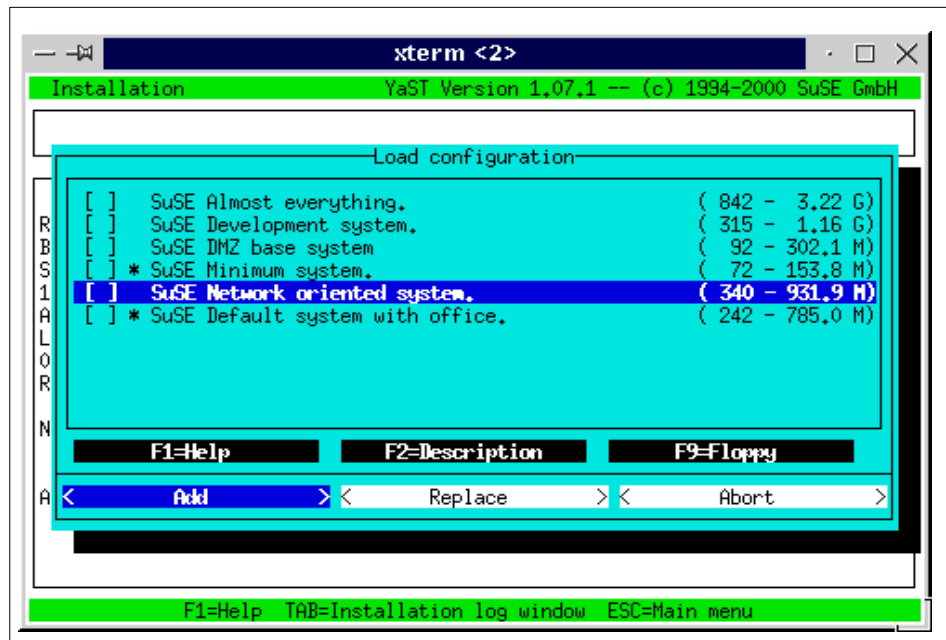 xterm <2>
Installation YaST Version 1.07.1 -- (c) 1994-2000 SuSE GmbH
Load configuration
[ ] SuSE Almost everything. ( 842 - 3.22 G)
R [ ] SuSE Development system. ( 315 - 1.16 G)
B [ ] SuSE DMZ base system ( 92 - 302.1 M)
S [ ] * SuSE Minimum system. ( 72 - 153.8 M)
1 [ ] SuSE Network oriented system. ( 340 - 931.9 M)
A [ ] * SuSE Default system with office. ( 242 - 785.0 M)
L
O
R
N
F1=Help F2=Description F9=Floppy
A < Add > < Replace > < Abort >
F1=Help TAB=Installation log window ESC=Main menu